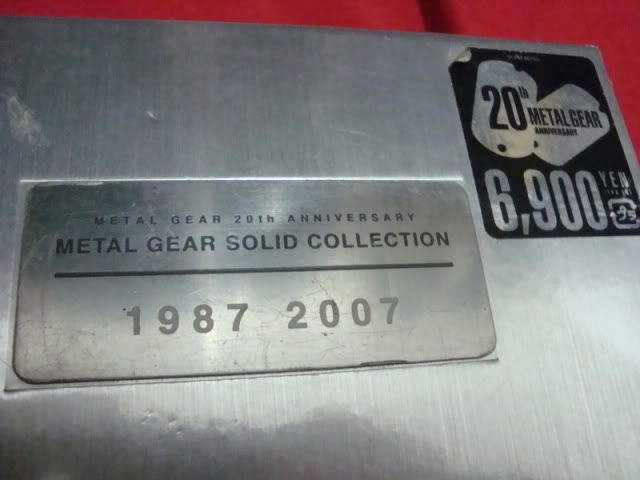 METAL GEAR 20th ANNIVERSARY
METAL GEAR SOLID COLLECTION
1987 2007
20th
METAL GEAR
ANNIVERSARY
6,900 YEN